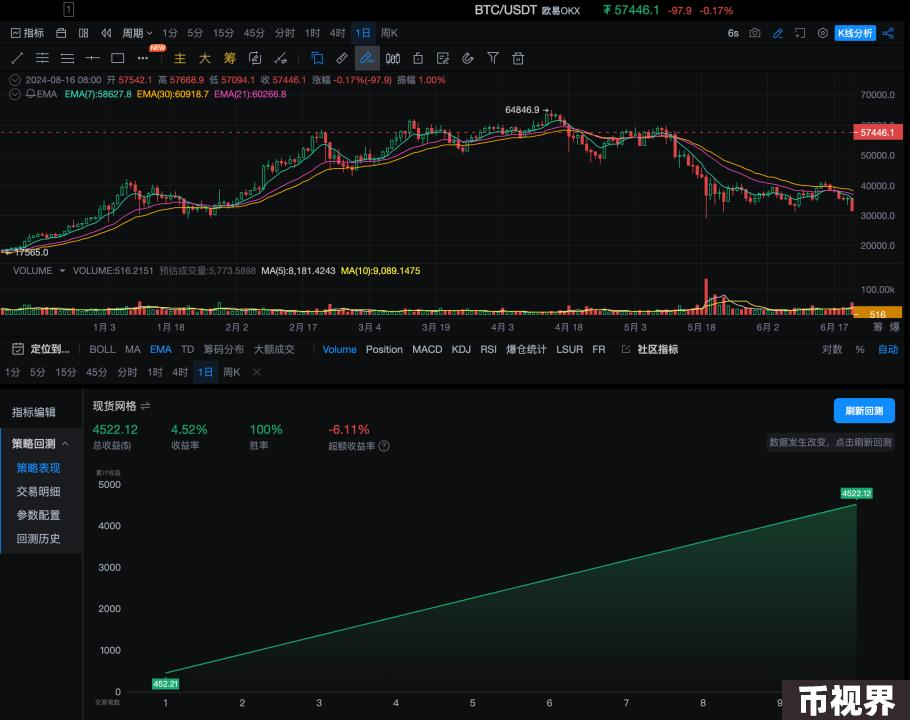 1
BTC/USDT 欧易OKX ₮ 57446.1 -97.9 -0.17%
指标 周期 1分 5分 15分 45分 分时 1时 4时 1日 周K 6s K线分析
NEW
主 大 筹
2024-08-16 08:00 开 57542.1 高 57668.9 低 57094.1 收 57446.1 涨幅 -0.17%(-97.9) 振幅 1.00%
EMA EMA(7):58627.8 EMA(30):60918.7 EMA(21):60266.8
70000.0
64846.9
57446.1
50000.0
40000.0
30000.0
20000.0
17565.0
VOLUME VOLUME:516.2151 预估成交量:5,773.5898 MA(5):8,181.4243 MA(10):9,089.1475
100.00k
516
1月 3 1月 18 2月 2 2月 17 3月 4 3月 19 4月 3 4月 18 5月 3 5月 18 6月 2 6月 17 筹 爆
定位到... BOLL MA EMA TD 筹码分布 大额成交 Volume Position MACD KDJ RSI 爆仓统计 LSUR FR 社区指标 对数 % 自动
1分 5分 15分 45分 分时 1时 4时 1日 周K
指标编辑
策略回测
策略表现
交易明细
参数配置
回测历史
现货网格
刷新回测
4522.12 4.52% 100% -6.11%
总收益($) 收益率 胜率 超额收益率 ?
数据发生改变，点击刷新回测
累计收益
5000
4522.12
4000
3000
2000
1000
452.21
0
交易笔数 1 2 3 4 5 6 7 8 9
币视界